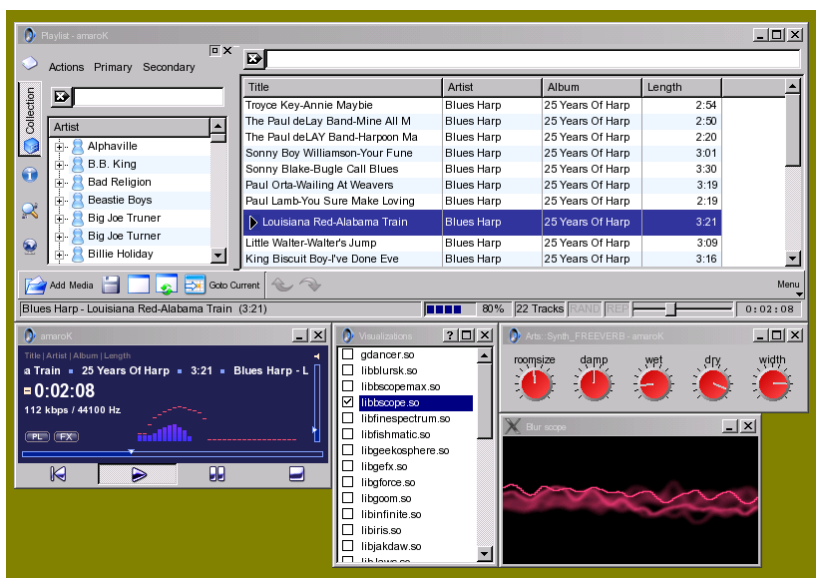 Playlist - amaroK
Actions Primary Secondary
Collection
Artist
Alphaville
B.B. King
Bad Religion
Beastie Boys
Big Joe Truner
Big Joe Turner
Billie Holiday
Title Artist Album Length
Troyce Key-Annie Maybie Blues Harp 25 Years Of Harp 2:54
The Paul deLay Band-Mine All M Blues Harp 25 Years Of Harp 2:50
The Paul deLAY Band-Harpoon Ma Blues Harp 25 Years Of Harp 2:20
Sonny Boy Williamson-Your Fune Blues Harp 25 Years Of Harp 3:01
Sonny Blake-Bugle Call Blues Blues Harp 25 Years Of Harp 3:30
Paul Orta-Wailing At Weavers Blues Harp 25 Years Of Harp 3:19
Paul Lamb-You Sure Make Loving Blues Harp 25 Years Of Harp 2:19
Louisiana Red-Alabama Train Blues Harp 25 Years Of Harp 3:21
Little Walter-Walter's Jump Blues Harp 25 Years Of Harp 3:09
King Biscuit Boy-I've Done Eve Blues Harp 25 Years Of Harp 3:16
Add Media Goto Current Menu
Blues Harp - Louisiana Red-Alabama Train (3:21) 80% 22 Tracks RAND REP 0:02:08
amaroK
Title | Artist | Album | Length
a Train 25 Years Of Harp 3:21 Blues Harp - L
0:02:08
112 kbps / 44100 Hz
PL FX
Visualizations
gdancer.so
libblursk.so
libbscopemax.so
libbscope.so
libfinespectrum.so
libfishmatic.so
libgeekosphere.so
libgefx.so
libgforce.so
libgoom.so
libinfinite.so
libiris.so
libjakdaw.so
Arts::Synth_FREEVERB - amaroK
roomsize damp wet dry width
Blur scope